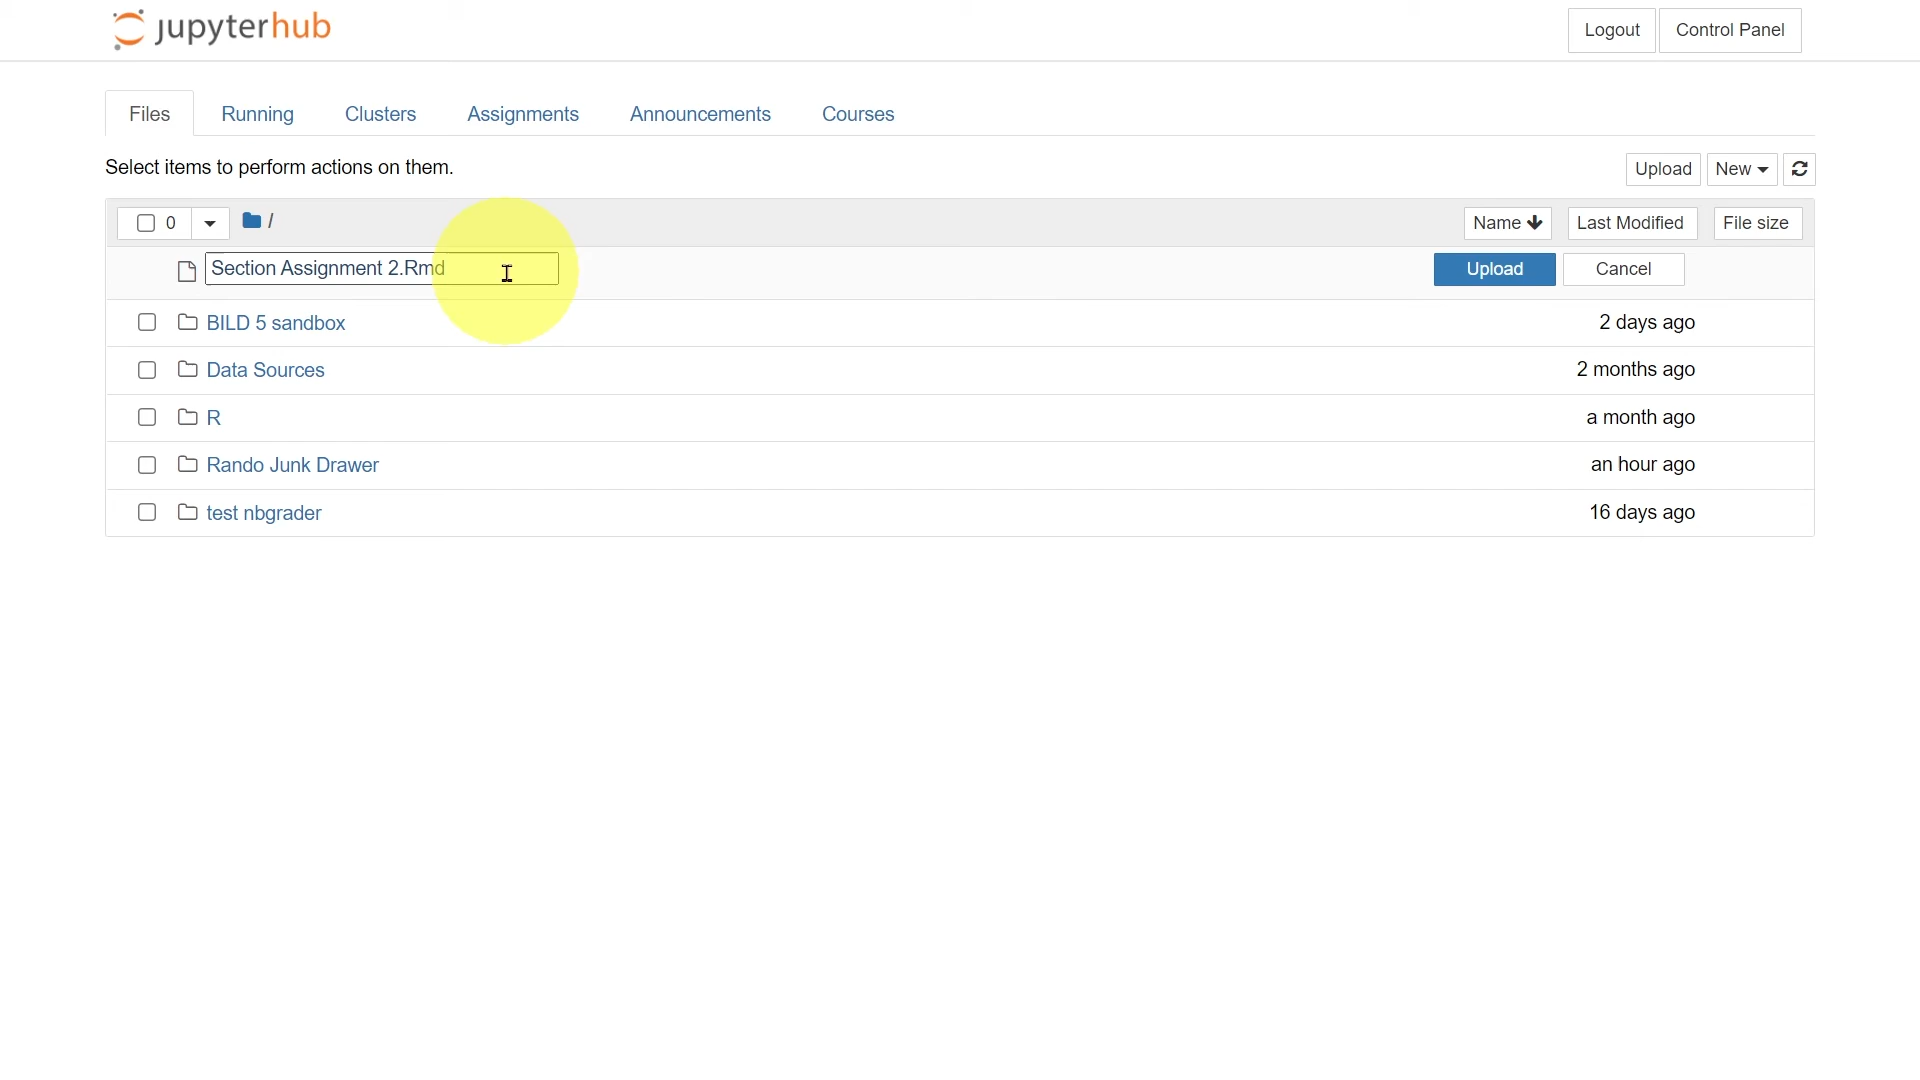 jupyterhub
Logout Control Panel
Files Running Clusters Assignments Announcements Courses
Select items to perform actions on them.
Upload New
0 / Name Last Modified File size
Section Assignment 2.Rmd Upload Cancel
BILD 5 sandbox 2 days ago
Data Sources 2 months ago
R a month ago
Rando Junk Drawer an hour ago
test nbgrader 16 days ago